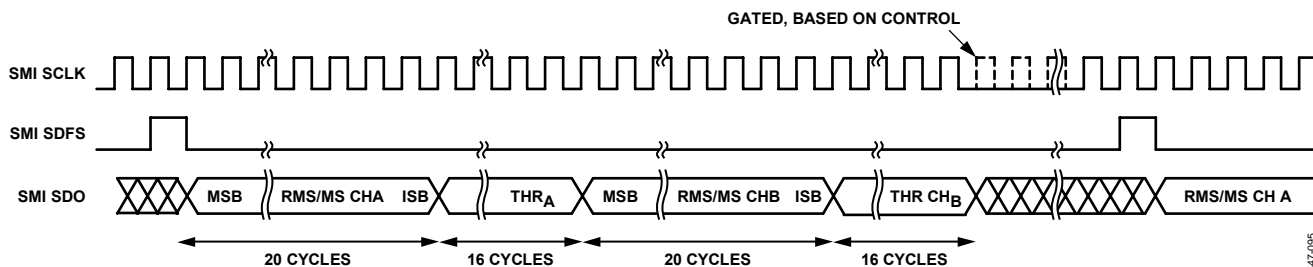 GATED, BASED ON CONTROL
SMI SCLK
SMI SDFS
SMI SDO
MSB RMS/MS CHA ISB THRA MSB RMS/MS CHB ISB THR CHB RMS/MS CH A
20 CYCLES 16 CYCLES 20 CYCLES 16 CYCLES